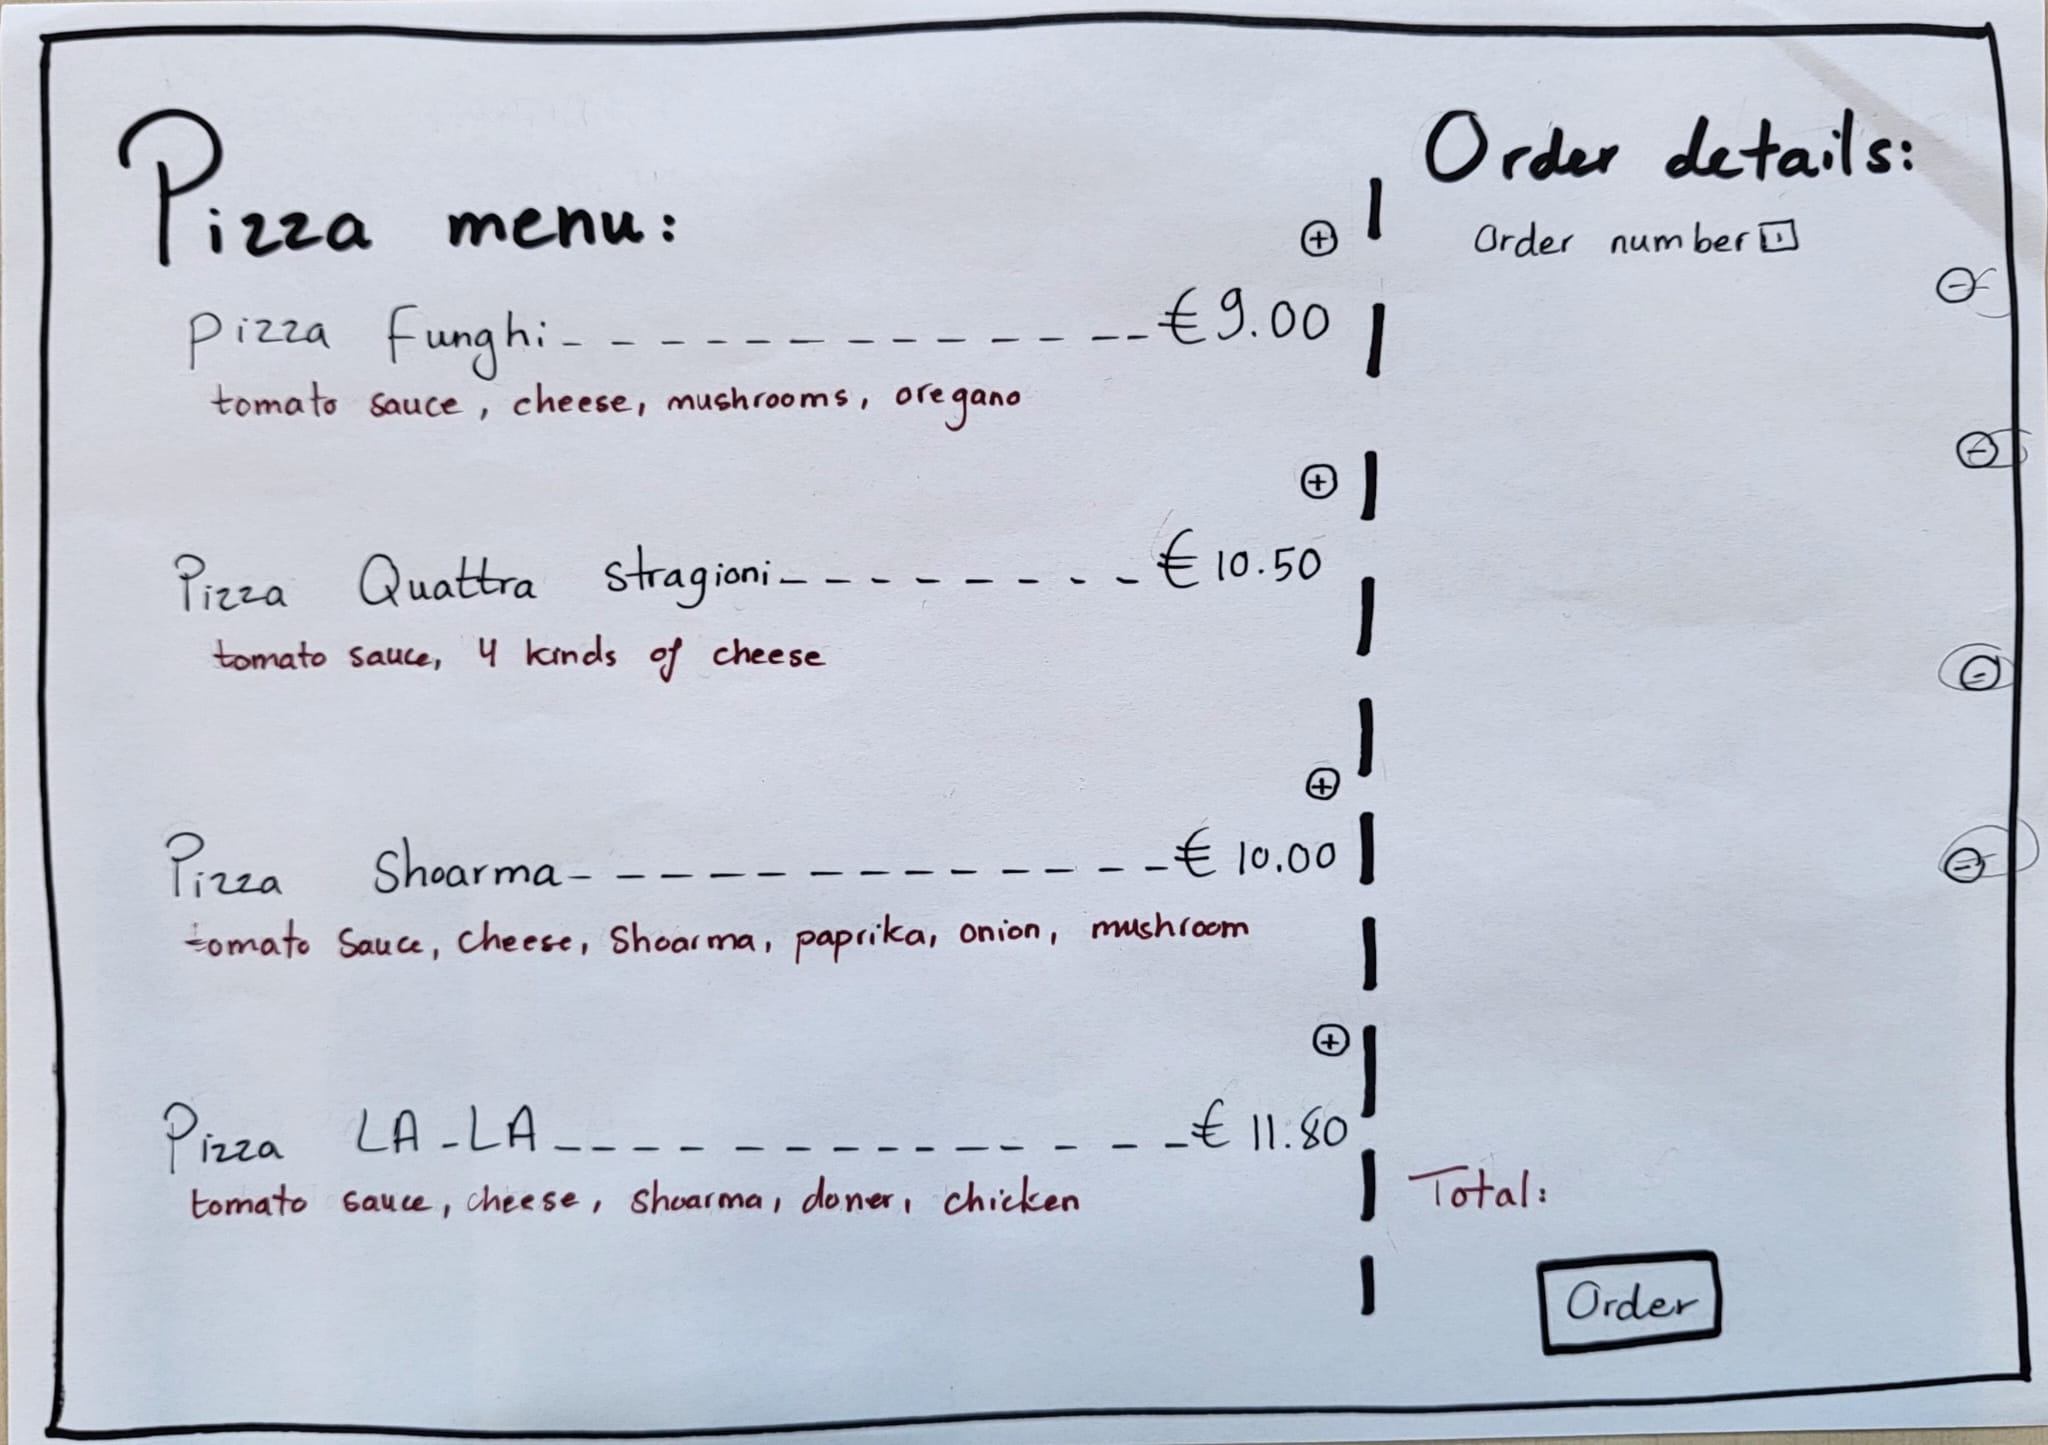 Pizza menu:
Pizza Funghi - - - - - - - - - - - - -- €9.00
tomato sauce, cheese, mushrooms, oregano
Pizza Quattra Stragioni - - - - - - - - - € 10.50
tomato sauce, 4 kinds of cheese
Pizza Shoarma - - - - - - - - - - - - - - - € 10.00
tomato Sauce, cheese, Shoarma, paprika, onion, mushroom
Pizza LA-LA - - - - - - - - - - - - - - - € 11.80
tomato sauce, cheese, shoarma, doner, chicken
Order details:
Order number 1
Total:
Order